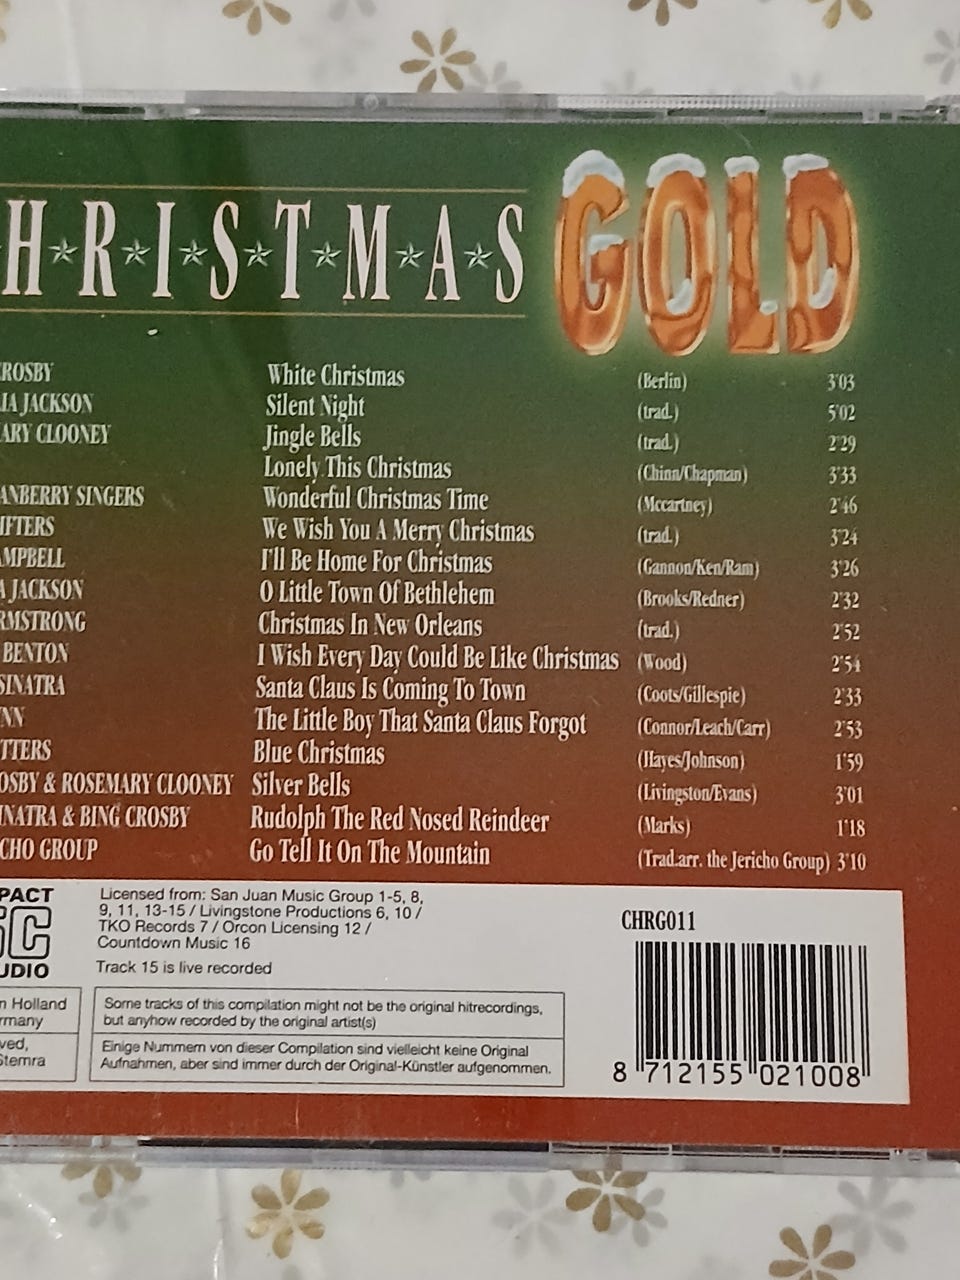 HRISTMAS GOLD
ROSBY White Christmas (Berlin) 3'03
IA JACKSON Silent Night (trad.) 5'02
ARY CLOONEY Jingle Bells (trad.) 2'29
Lonely This Christmas (Chinn/Chapman) 3'33
ANBERRY SINGERS Wonderful Christmas Time (Mccartney) 2'46
IFTERS We Wish You A Merry Christmas (trad.) 3'24
MPBELL I'll Be Home For Christmas (Gannon/Ken/Ram) 3'26
A JACKSON O Little Town Of Bethlehem (Brooks/Redner) 2'32
RMSTRONG Christmas In New Orleans (trad.) 2'52
BENTON I Wish Every Day Could Be Like Christmas (Wood) 2'54
SINATRA Santa Claus Is Coming To Town (Coots/Gillespie) 2'33
NN The Little Boy That Santa Claus Forgot (Connor/Leach/Carr) 2'53
TTERS Blue Christmas (Hayes/Johnson) 1'59
OSBY & ROSEMARY CLOONEY Silver Bells (Livingston/Evans) 3'01
NATRA & BING CROSBY Rudolph The Red Nosed Reindeer (Marks) 1'18
CHO GROUP Go Tell It On The Mountain (Trad.arr. the Jericho Group) 3'10
PACT
SC
UDIO
Licensed from: San Juan Music Group 1-5, 8,
9, 11, 13-15 / Livingstone Productions 6, 10 /
TKO Records 7 / Orcon Licensing 12 /
Countdown Music 16
Track 15 is live recorded
n Holland
rmany
ved,
Stemra
Some tracks of this compilation might not be the original hitrecordings,
but anyhow recorded by the original artist(s)
Einige Nummern von dieser Compilation sind vielleicht keine Original
Aufnahmen, aber sind immer durch der Original-Künstler aufgenommen.
CHRG011
8 712155 021008